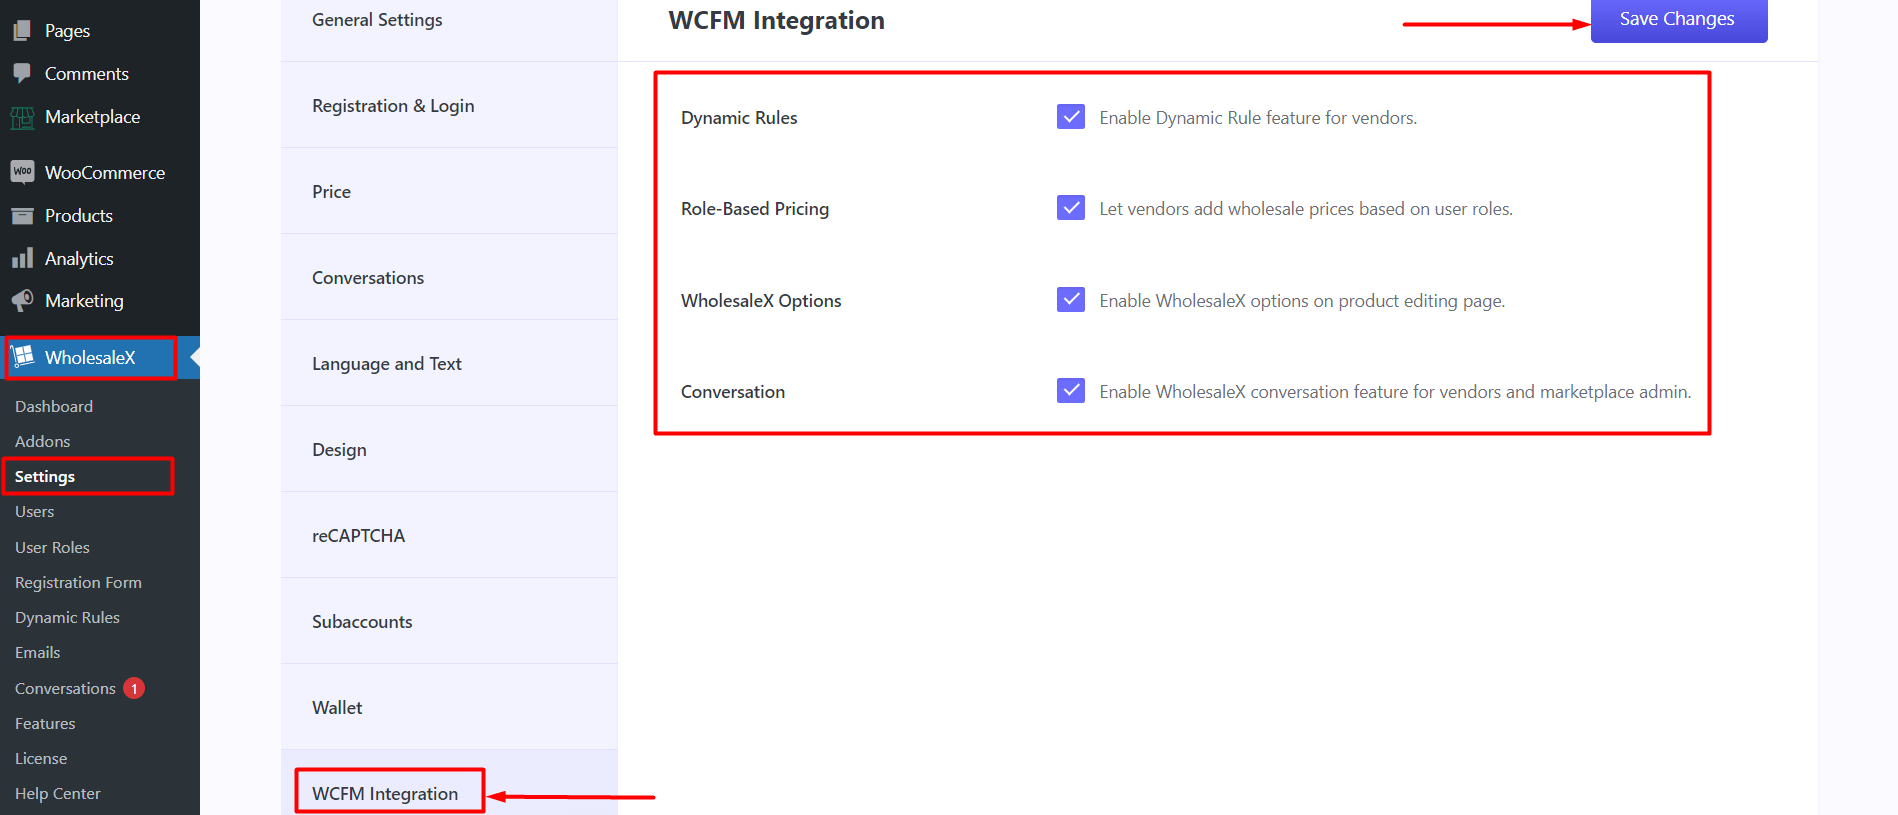 Pages
Comments
Marketplace
Woo WooCommerce
Products
Analytics
Marketing
WholesaleX
Dashboard
Addons
Settings
Users
User Roles
Registration Form
Dynamic Rules
Emails
Conversations 1
Features
License
Help Center
General Settings
Registration & Login
Price
Conversations
Language and Text
Design
reCAPTCHA
Subaccounts
Wallet
WCFM Integration
WCFM Integration
Save Changes
Dynamic Rules Enable Dynamic Rule feature for vendors.
Role-Based Pricing Let vendors add wholesale prices based on user roles.
WholesaleX Options Enable WholesaleX options on product editing page.
Conversation Enable WholesaleX conversation feature for vendors and marketplace admin.